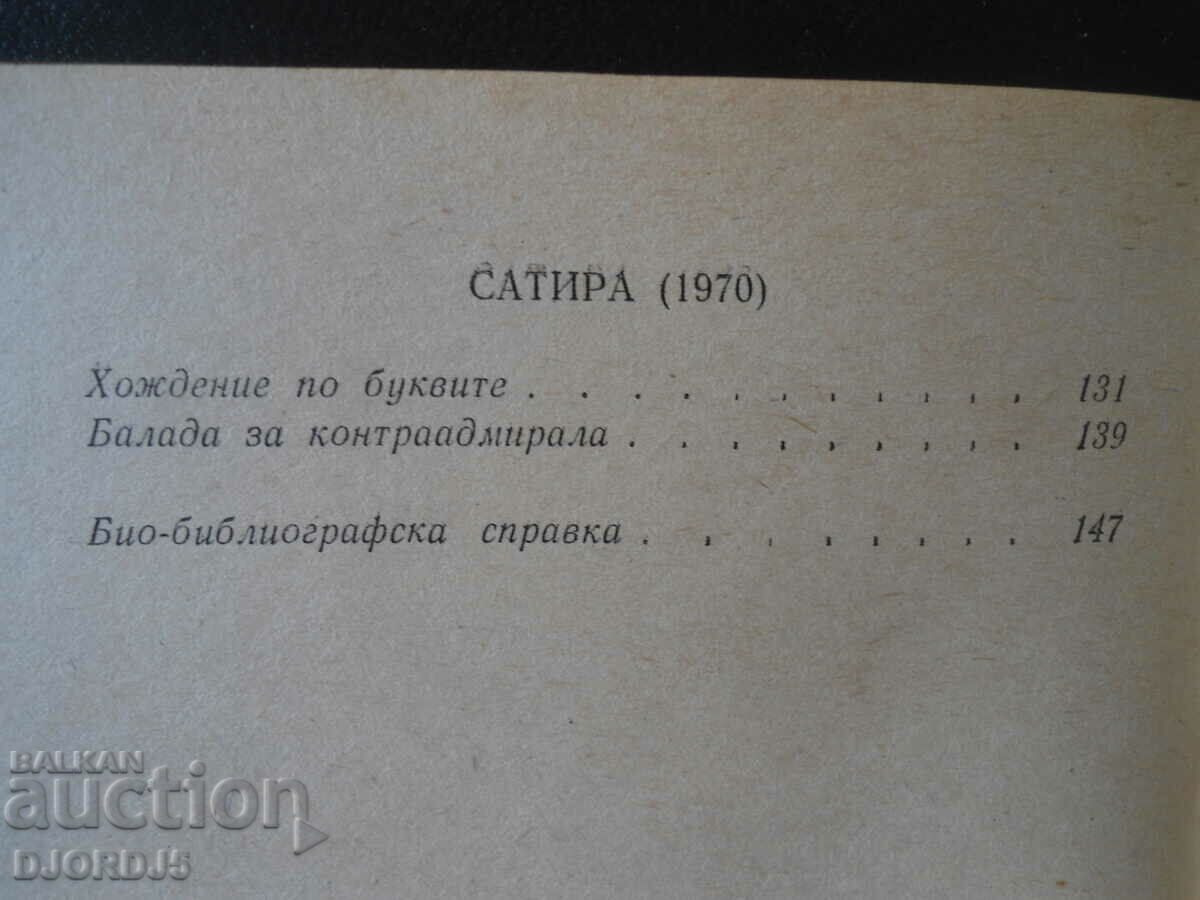 САТИРА (1970)
Хождение по буквите . . . . . . . . . . . 131
Балада за контраадмирала . . . . . . . . . 139
Био-библиографска справка . . . . . . . . 147
BALKAN
auction
DJORDJ5